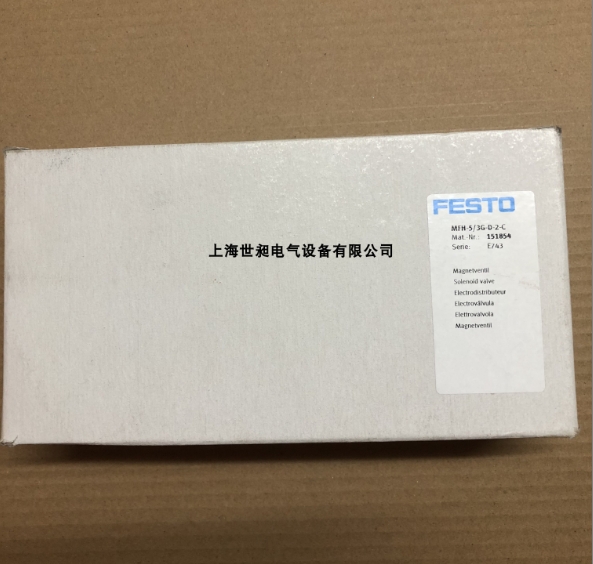 FESTO
MFH-5/3G-D-2-C
Mat.-Nr.: 151854
Serie: E743
上海世昶电气设备有限公司
Magnetventil
Solenoid valve
Electrodistributeur
Electroválvula
Elettrovalvola
Magnetventil